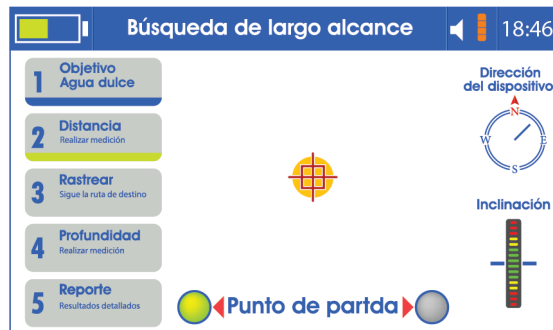 Búsqueda de largo alcance
18:46
1 Objetivo
Agua dulce
2 Distancia
Realizar medición
3 Rastrear
Sigue la ruta de destino
4 Profundidad
Realizar medición
5 Reporte
Resultados detallados
Punto de partda
Dirección
del dispositivo
N
W E
S
Inclinación